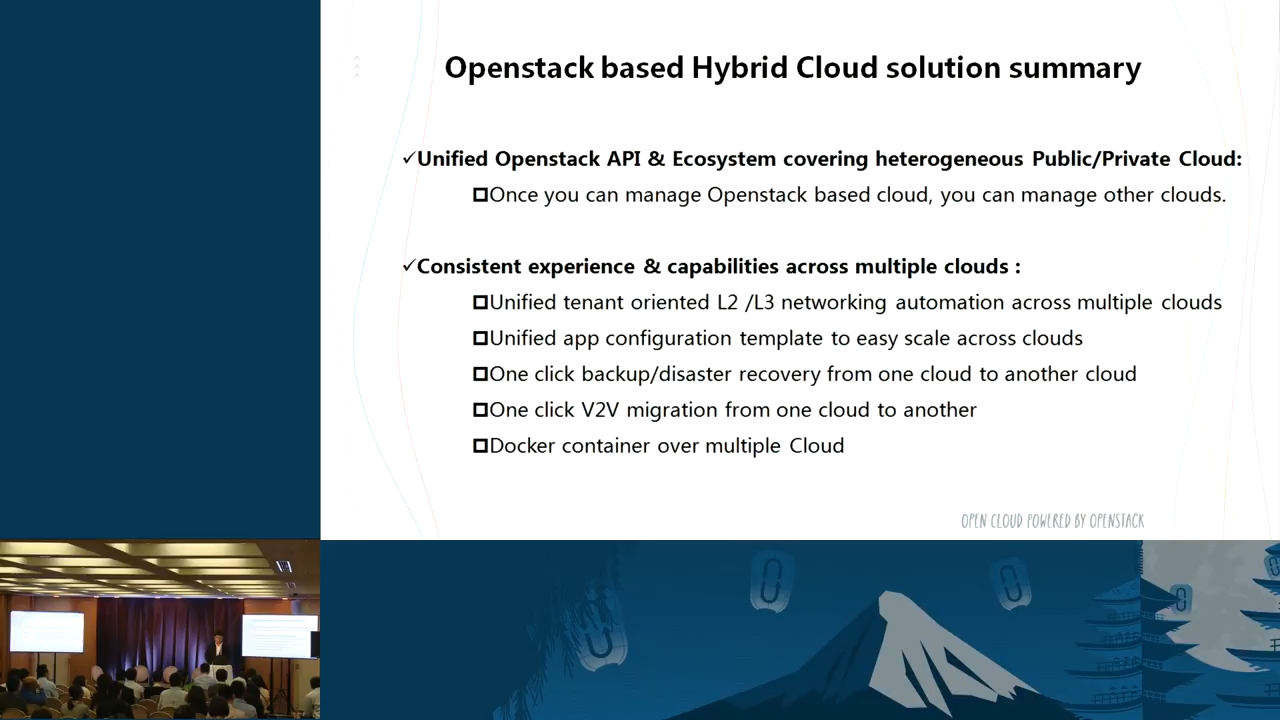 Openstack based Hybrid Cloud solution summary
✓Unified Openstack API & Ecosystem covering heterogeneous Public/Private Cloud:
❑Once you can manage Openstack based cloud, you can manage other clouds.
✓Consistent experience & capabilities across multiple clouds :
❑Unified tenant oriented L2 /L3 networking automation across multiple clouds
❑Unified app configuration template to easy scale across clouds
❑One click backup/disaster recovery from one cloud to another cloud
❑One click V2V migration from one cloud to another
❑Docker container over multiple Cloud
OPEN CLOUD POWERED BY OPENSTACK